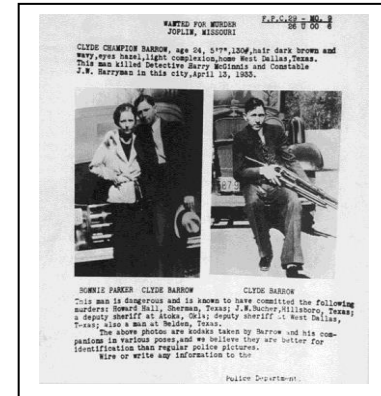 WANTED FOR MURDER
JOPLIN, MISSOURI
F.P.C.29 - MO. 9
26 U 00 6
CLYDE CHAMPION BARROW, age 24, 5'7",130#,hair dark brown and
wavy,eyes hazel,light complexion,home West Dallas,Texas.
This man killed Detective Harry McGinnis and Constable
J.W. Harryman in this city,April 13, 1933.
BONNIE PARKER CLYDE BARROW
CLYDE BARROW
This man is dangerous and is known to have committed the following
murders: Howard Hall, Sherman, Texas; J.N.Bucher,Hillsboro, Texas;
a deputy sheriff at Atoka, Okla; deputy sheriff at West Dallas,
Texas; also a man at Belden, Texas.
The above photos are kodaks taken by Barrow and his com-
panions in various poses,and we believe they are better for
identification than regular police pictures.
Wire or write any information to the
Police Department.